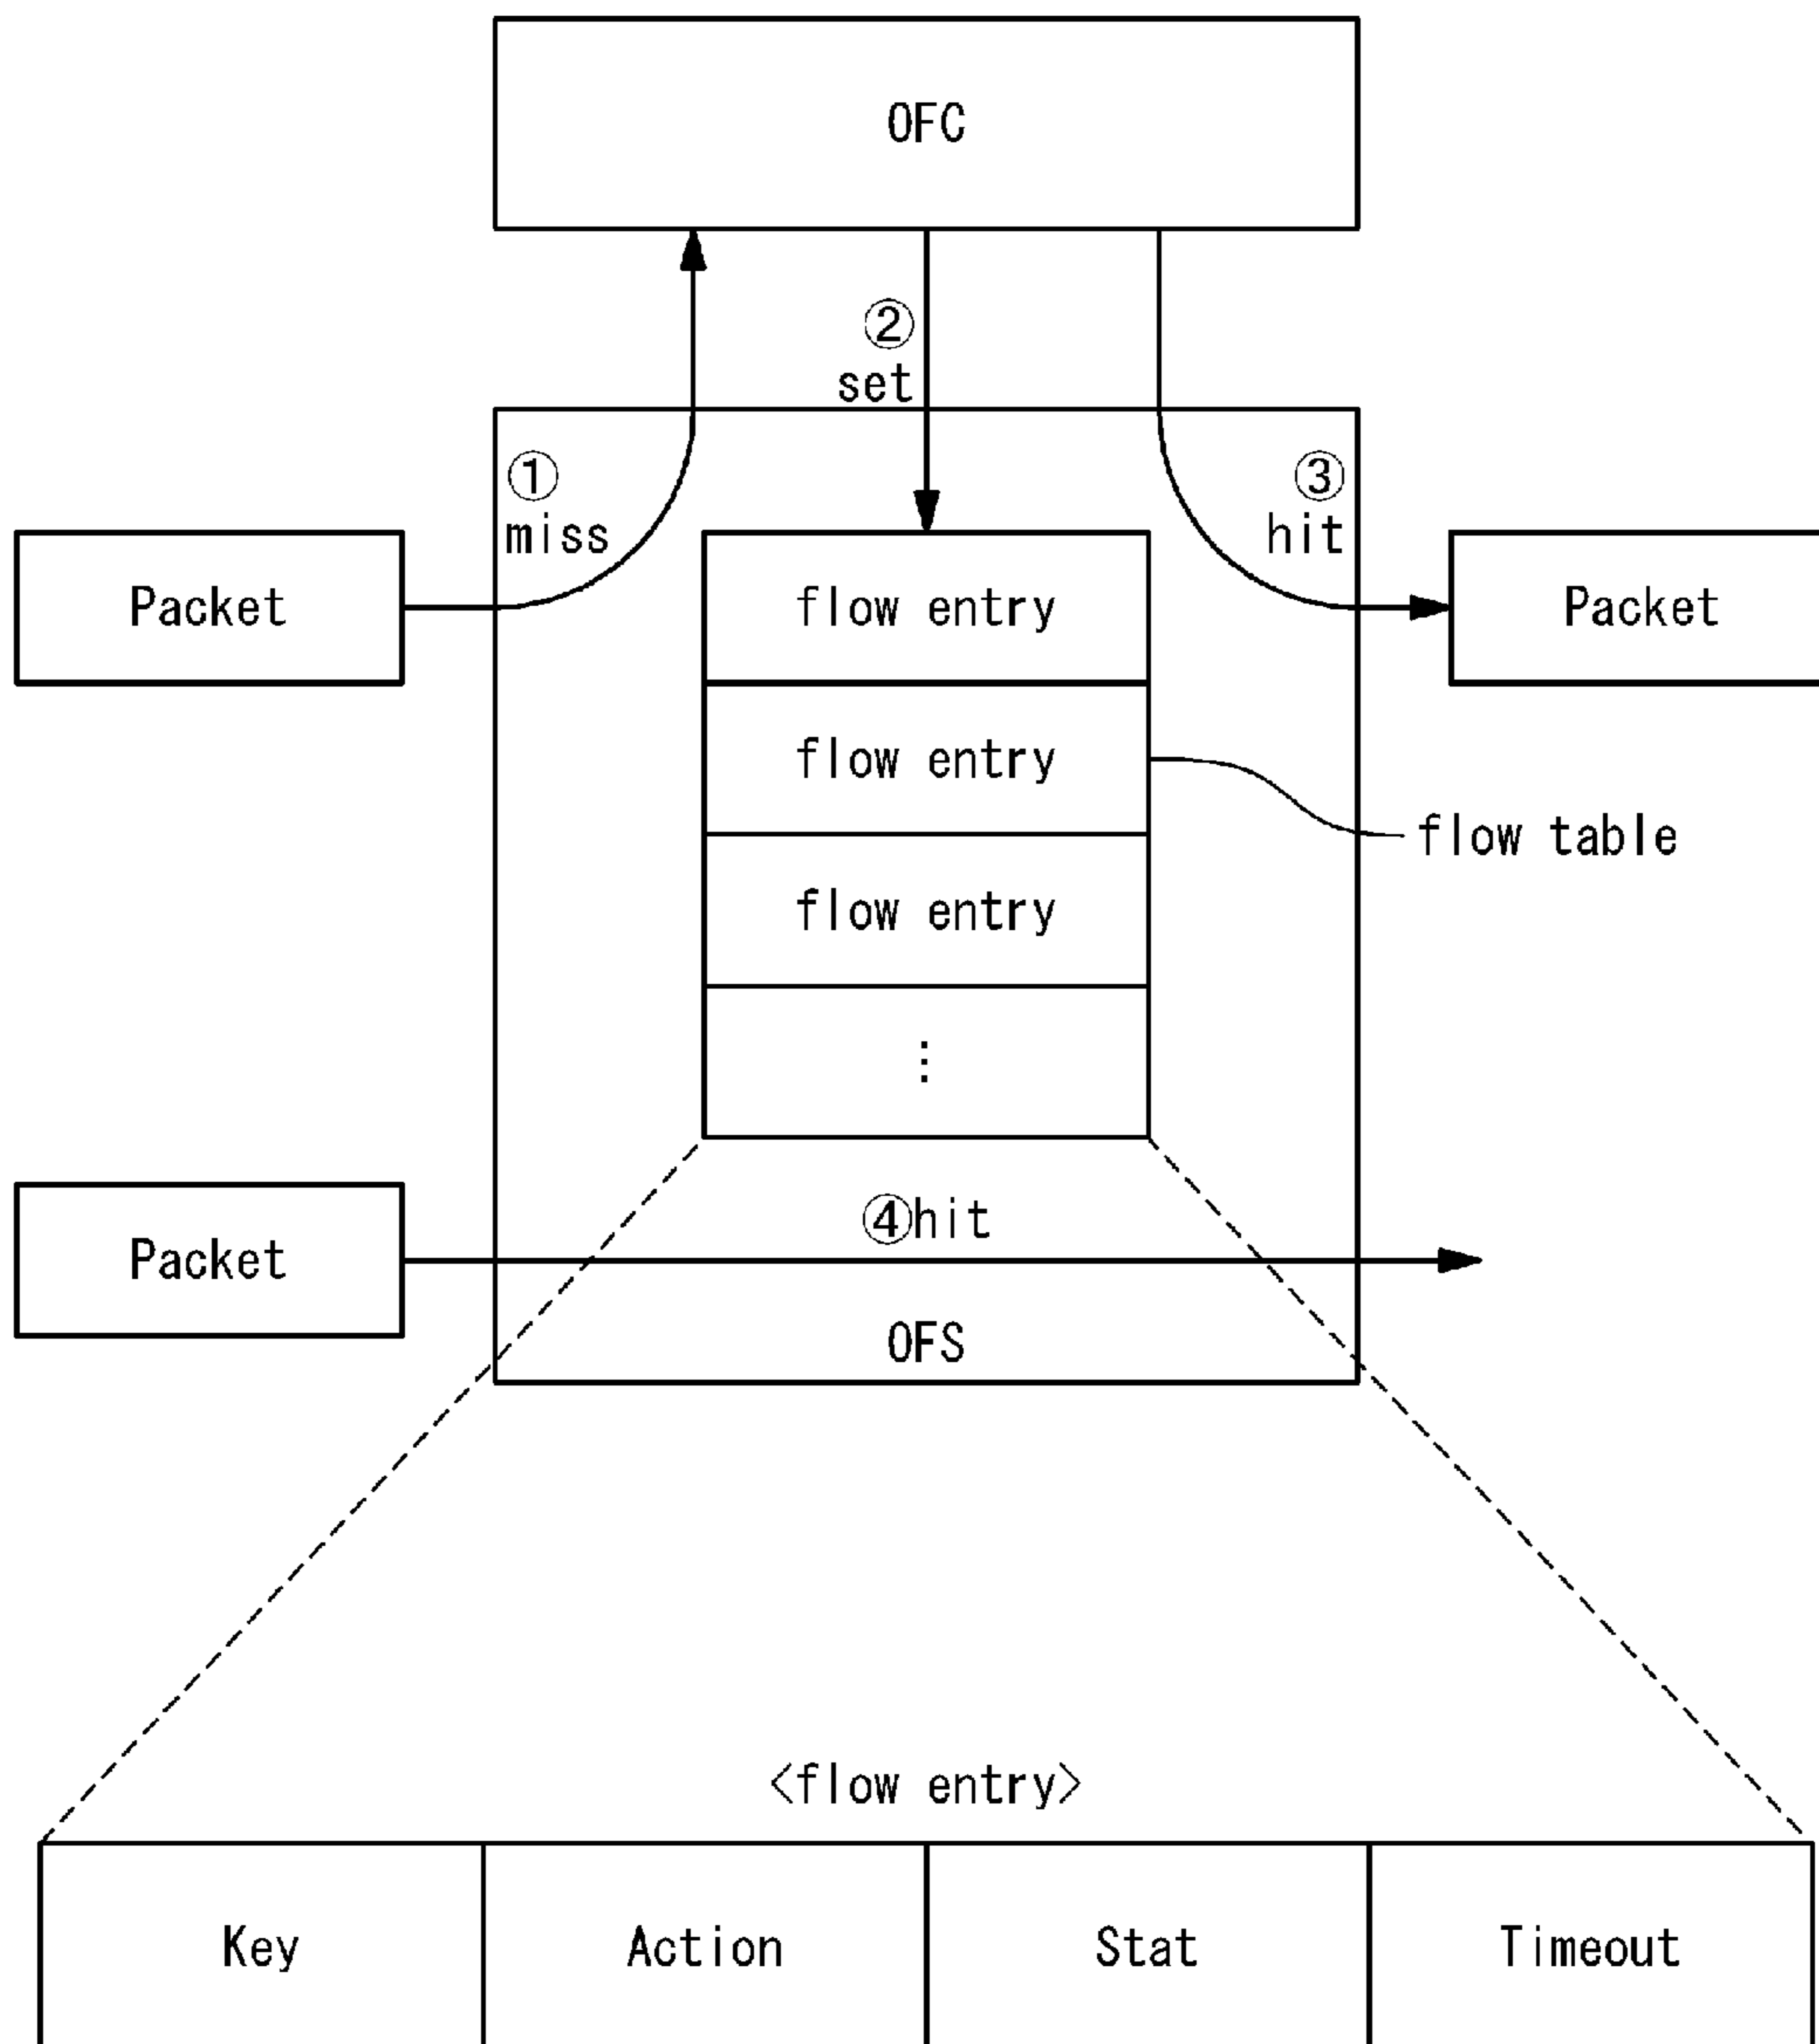 OFC
②
set
①
miss
③
hit
Packet
flow entry
Packet
flow entry
flow table
flow entry
⋮
④hit
Packet
OFS
<flow entry>
Key
Action
Stat
Timeout